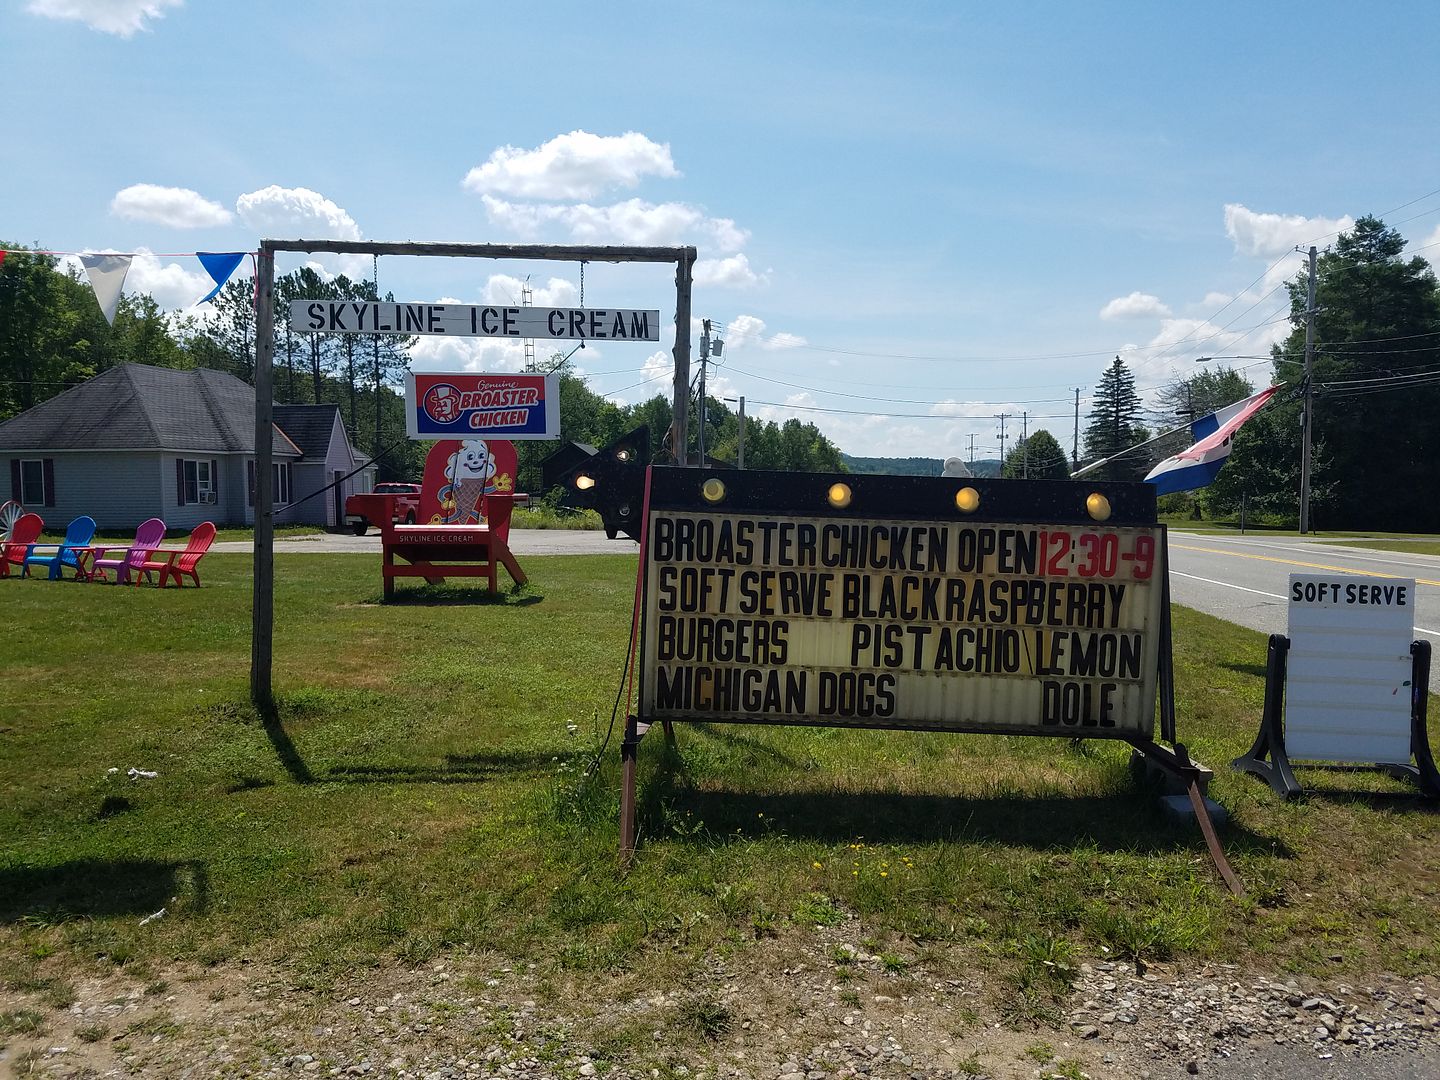 SKYLINE ICE CREAM
Genuine
BROASTER
CHICKEN
SKYLINE ICE CREAM
BROASTER CHICKEN OPEN 12:30-9
SOFT SERVE BLACK RASPBERRY
BURGERS PISTACHIO\LEMON
MICHIGAN DOGS DOLE
SOFT SERVE